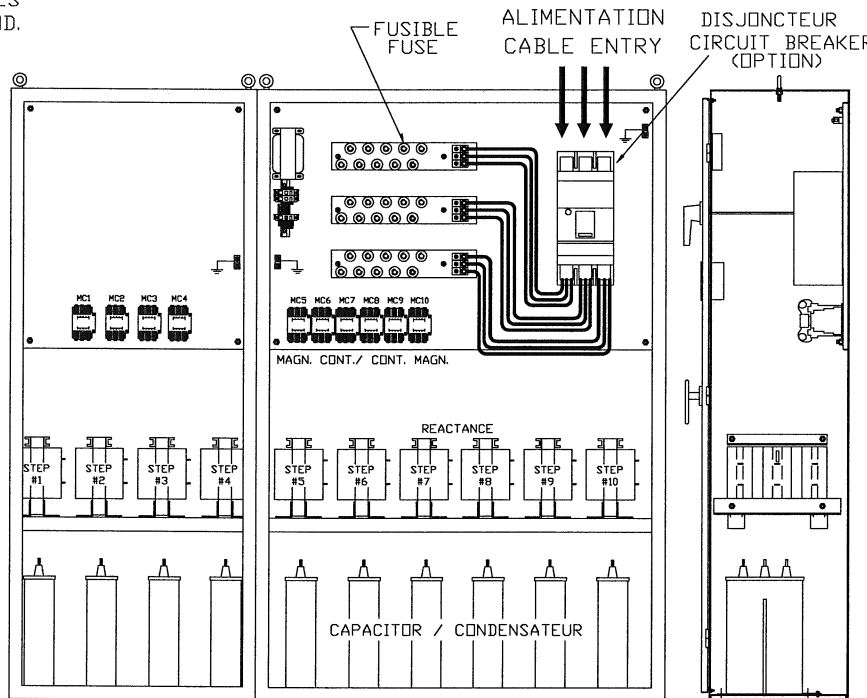 FUSIBLE
FUSE
ALIMENTATION
CABLE ENTRY
DISJONCTEUR
CIRCUIT BREAKER
(OPTION)
MC1 MC2 MC3 MC4
MC5 MC6 MC7 MC8 MC9 MC10
MAGN. CONT./ CONT. MAGN.
REACTANCE
STEP #1
STEP #2
STEP #3
STEP #4
STEP #5
STEP #6
STEP #7
STEP #8
STEP #9
STEP #10
CAPACITOR / CONDENSATEUR